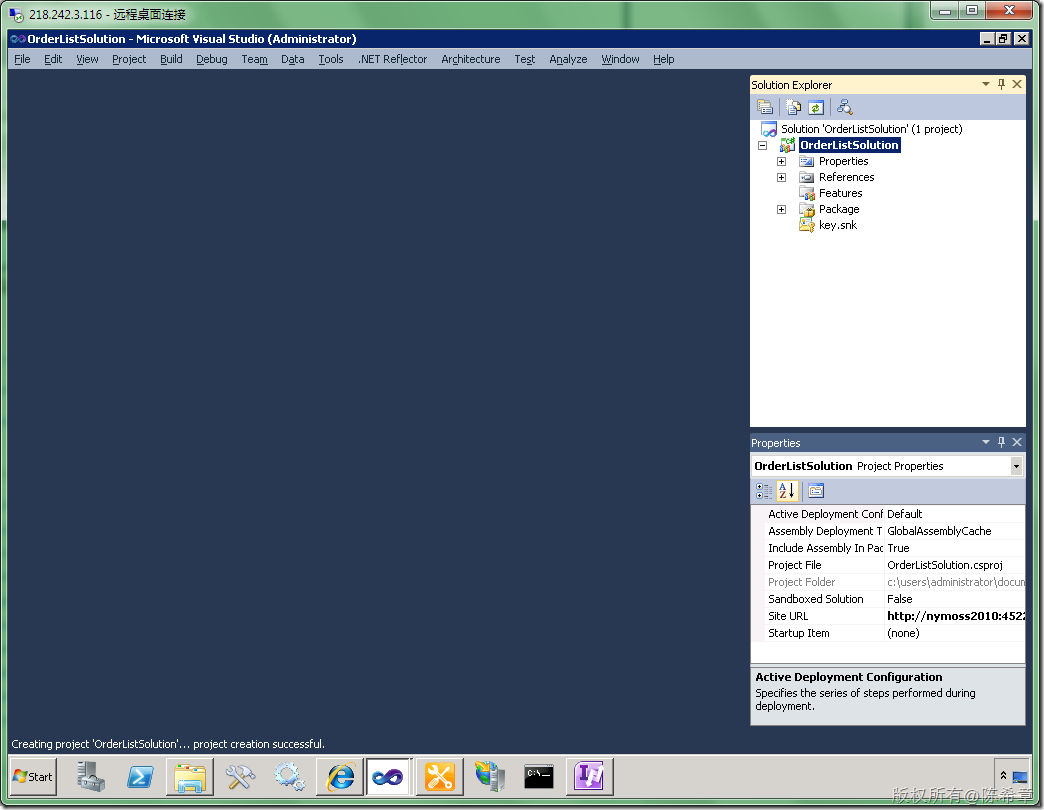 218.242.3.116 - 远程桌面连接
OrderListSolution - Microsoft Visual Studio (Administrator)
File Edit View Project Build Debug Team Data Tools .NET Reflector Architecture Test Analyze Window Help
Solution Explorer
Solution 'OrderListSolution' (1 project)
OrderListSolution
Properties
References
Features
Package
key.snk
Properties
OrderListSolution Project Properties
Active Deployment Conf Default
Assembly Deployment T GlobalAssemblyCache
Include Assembly In Pac True
Project File OrderListSolution.csproj
Project Folder c:\users\administrator\docum
Sandboxed Solution False
Site URL http://nymoss2010:4522
Startup Item (none)
Active Deployment Configuration
Specifies the series of steps performed during
deployment.
Creating project 'OrderListSolution'... project creation successful.
Start
版权所有@陈希章